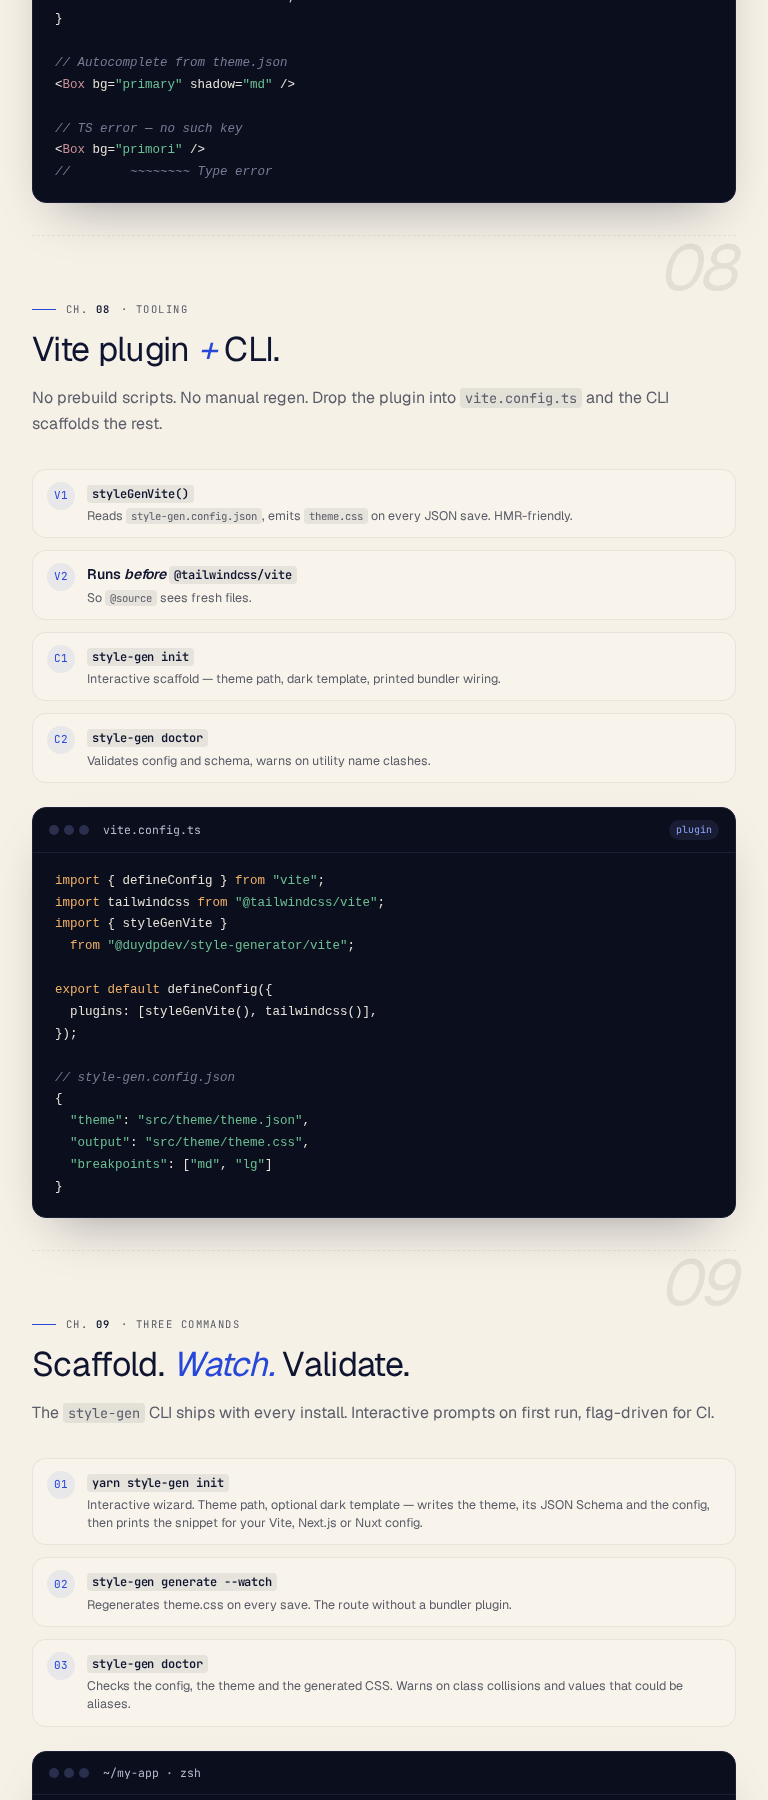 }
// Autocomplete from theme.json
<Box bg="primary" shadow="md" />
// TS error — no such key
<Box bg="primori" />
//        ~~~~~~~~ Type error
08
CH. 08 · TOOLING
Vite plugin + CLI.
No prebuild scripts. No manual regen. Drop the plugin into vite.config.ts and the CLI
scaffolds the rest.
V1
styleGenVite()
Reads style-gen.config.json, emits theme.css on every JSON save. HMR-friendly.
V2
Runs before @tailwindcss/vite
So @source sees fresh files.
C1
style-gen init
Interactive scaffold — theme path, dark template, printed bundler wiring.
C2
style-gen doctor
Validates config and schema, warns on utility name clashes.
vite.config.ts
plugin
import { defineConfig } from "vite";
import tailwindcss from "@tailwindcss/vite";
import { styleGenVite }
  from "@duydpdev/style-generator/vite";
export default defineConfig({
  plugins: [styleGenVite(), tailwindcss()],
});
// style-gen.config.json
{
  "theme": "src/theme/theme.json",
  "output": "src/theme/theme.css",
  "breakpoints": ["md", "lg"]
}
09
CH. 09 · THREE COMMANDS
Scaffold. Watch. Validate.
The style-gen CLI ships with every install. Interactive prompts on first run, flag-driven for CI.
01
yarn style-gen init
Interactive wizard. Theme path, optional dark template — writes the theme, its JSON Schema and the config,
then prints the snippet for your Vite, Next.js or Nuxt config.
02
style-gen generate --watch
Regenerates theme.css on every save. The route without a bundler plugin.
03
style-gen doctor
Checks the config, the theme and the generated CSS. Warns on class collisions and values that could be
aliases.
~/my-app · zsh